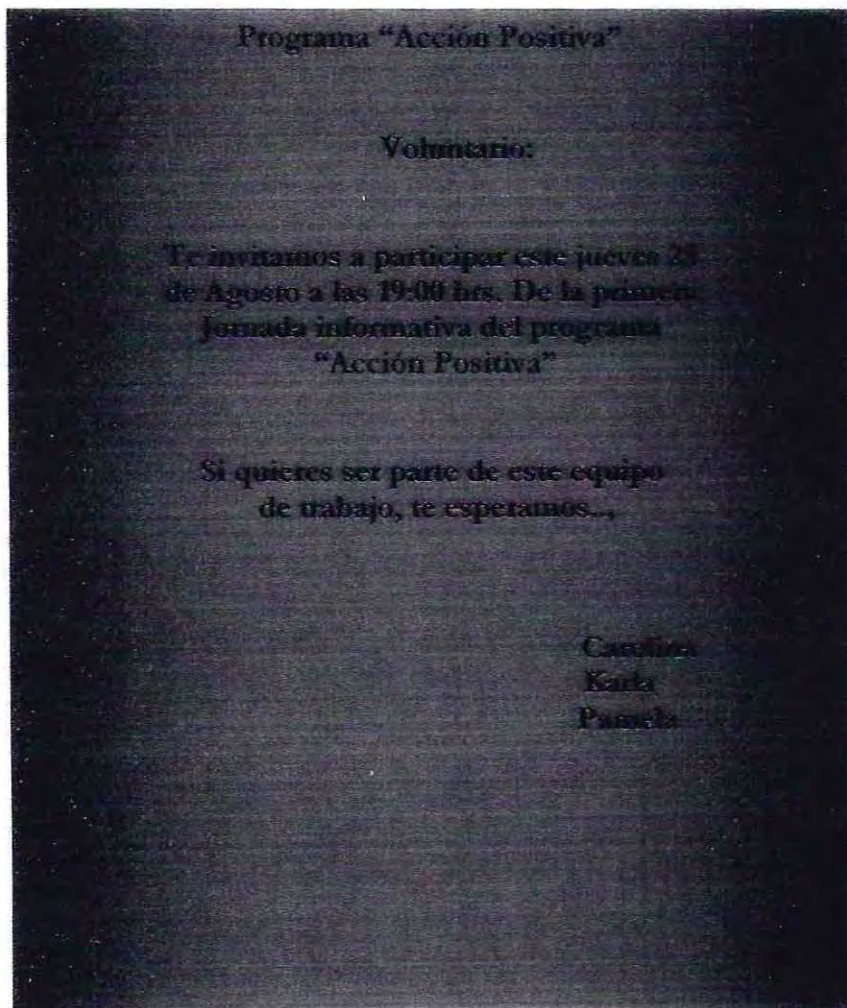 Programa “Acción Positiva”
Voluntario:
Te invitamos a participar este jueves
de Agosto a las 19:00 hrs. De la primera
Jornada informativa del programa
“Acción Positiva”
Si quieres ser parte de este equipo
de trabajo, te esperamos..,
Carolina
Karla
Pamela